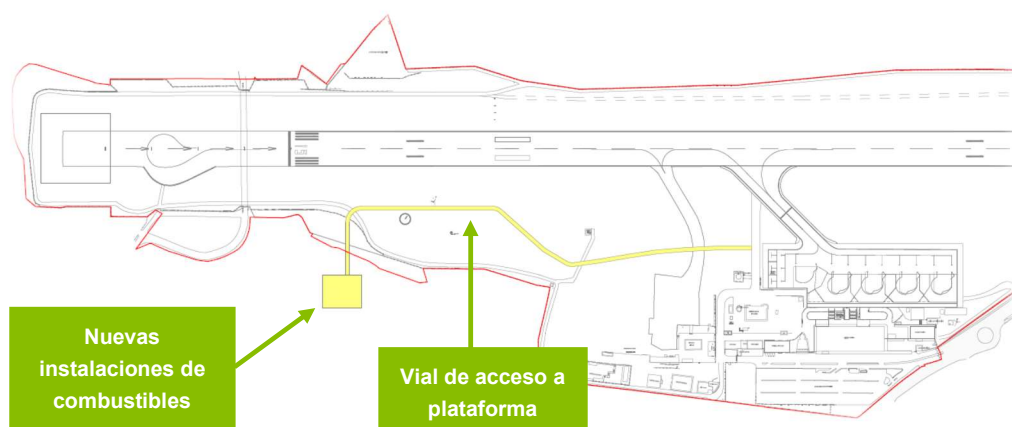 Nuevas
instalaciones de
combustibles
Vial de acceso a
plataforma